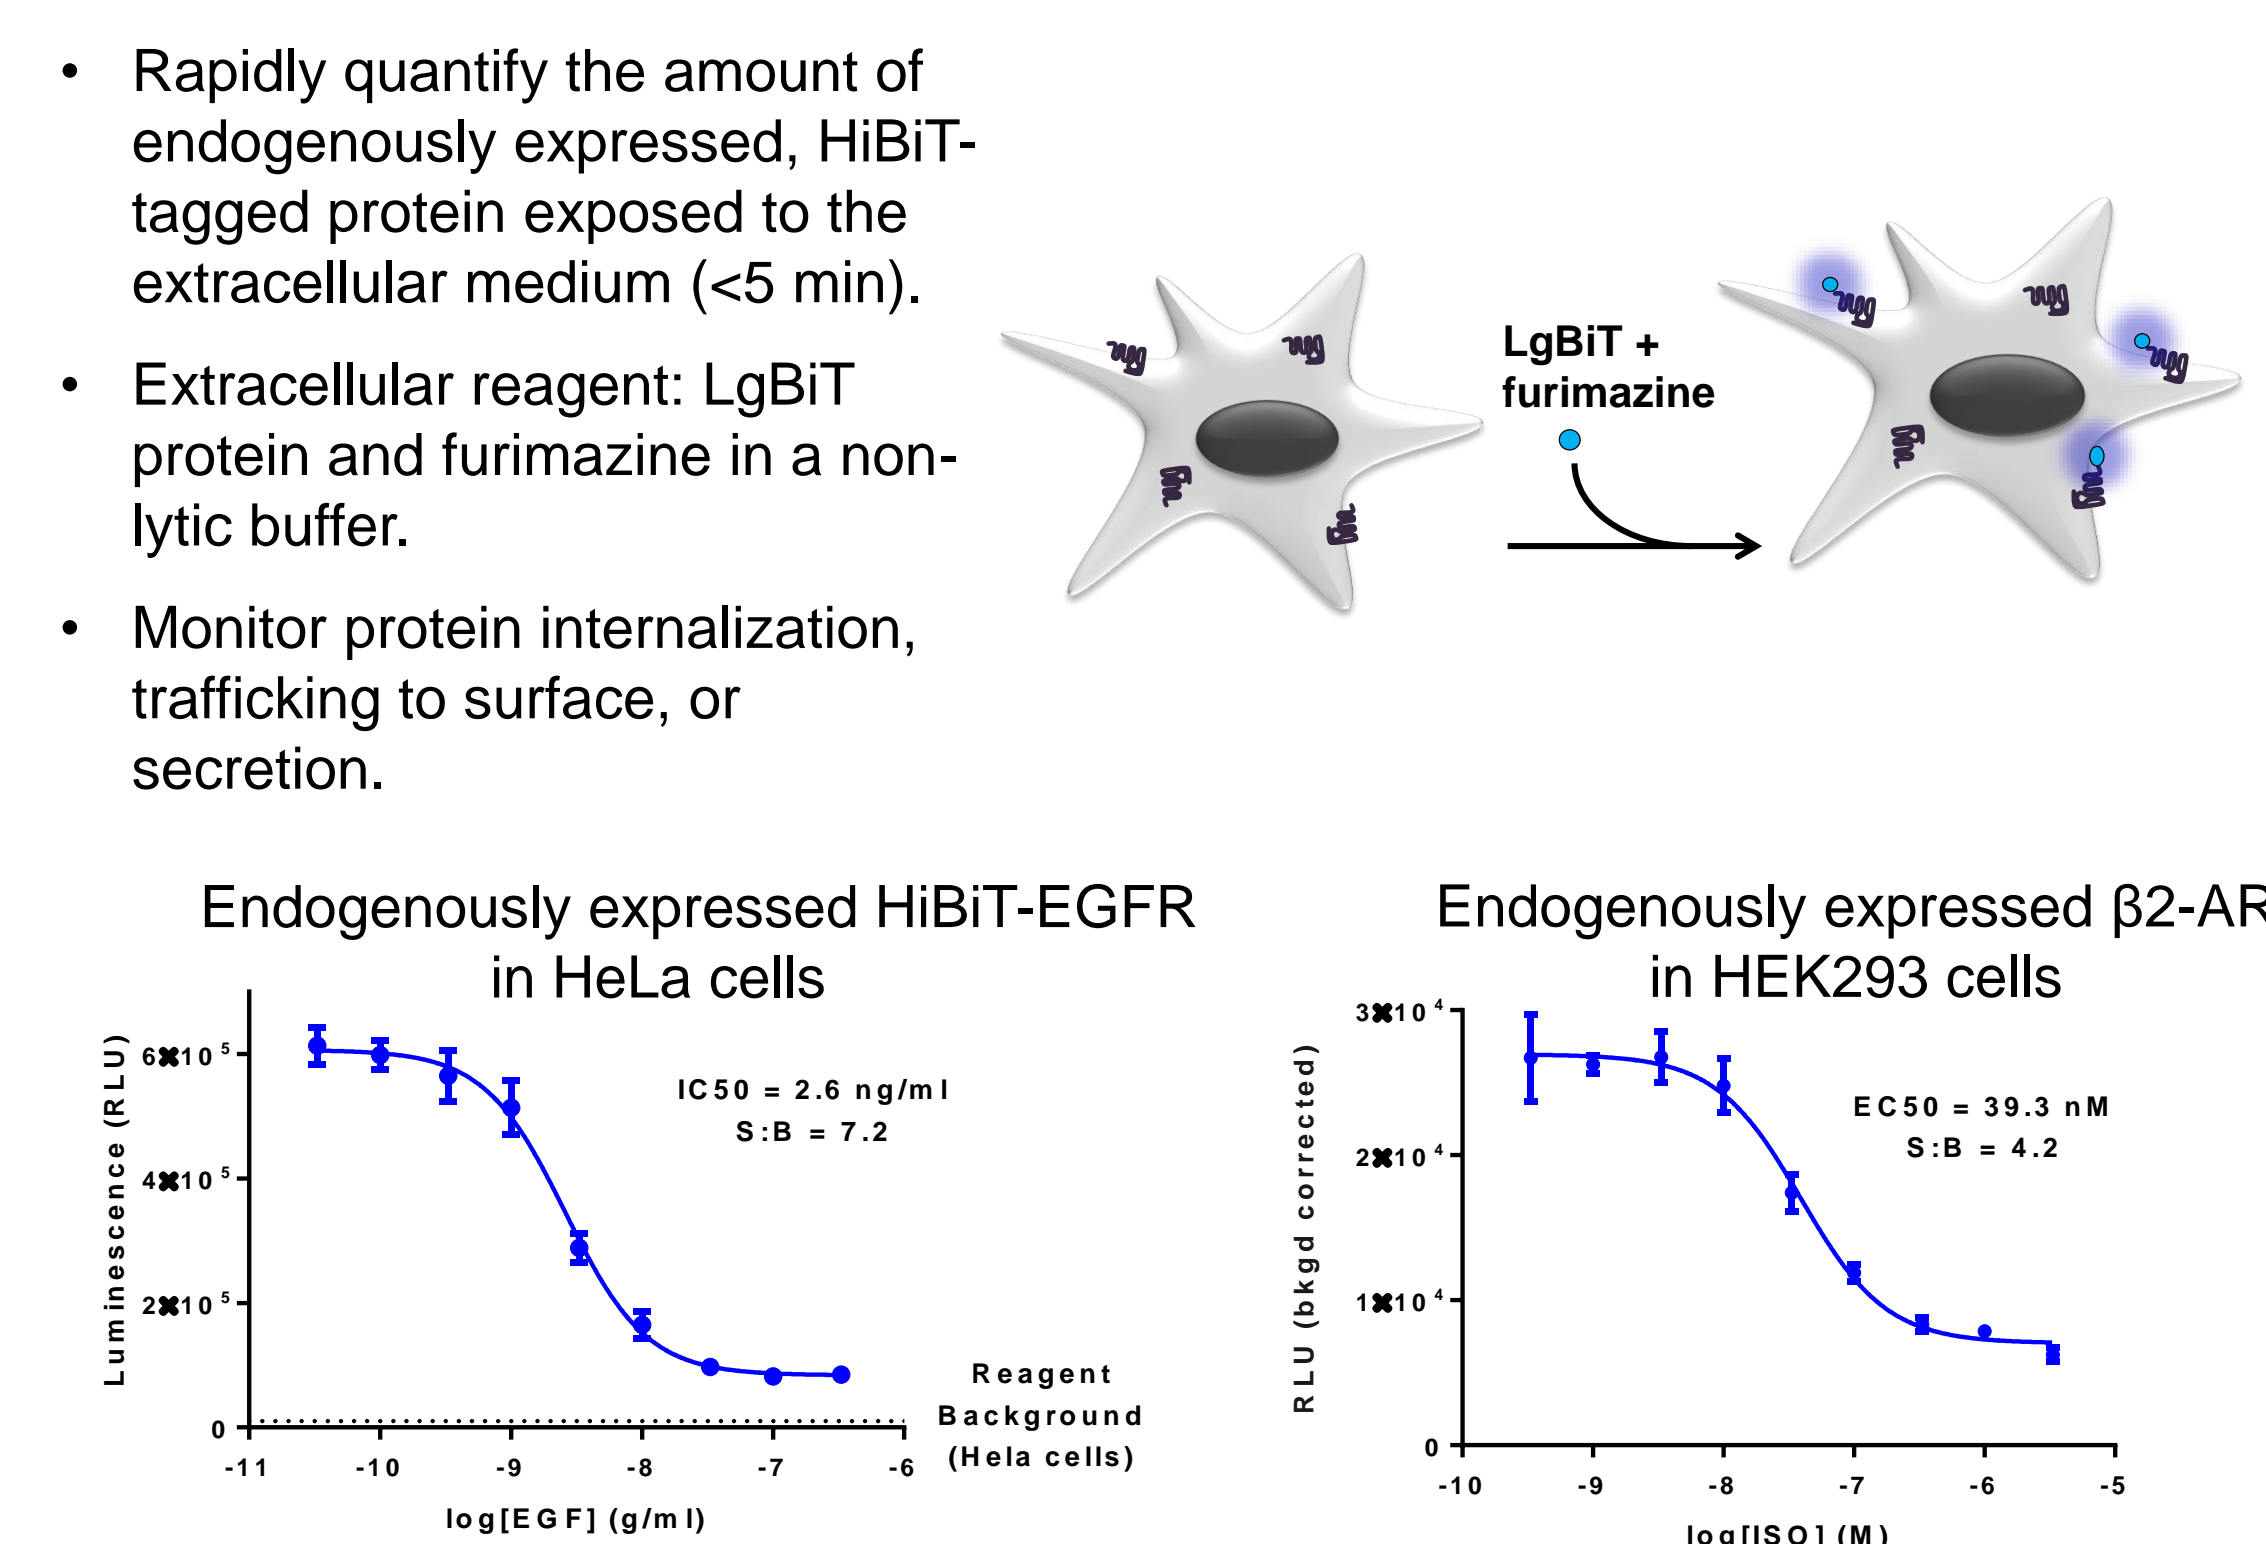 • Rapidly quantify the amount of
endogenously expressed, HiBiT-
tagged protein exposed to the
extracellular medium (<5 min).
• Extracellular reagent: LgBiT
protein and furimazine in a non-
lytic buffer.
• Monitor protein internalization,
trafficking to surface, or
secretion.
LgBiT +
furimazine
Endogenously expressed HiBiT-EGFR
in HeLa cells
Luminescence (RLU)
6✖10⁵
4✖10⁵
2✖10⁵
0
IC50 = 2.6 ng/ml
S:B = 7.2
Reagent
Background
(Hela cells)
-11 -10 -9 -8 -7 -6
log[EGF] (g/ml)
Endogenously expressed β2-AR
in HEK293 cells
RLU (bkgd corrected)
3✖10⁴
2✖10⁴
1✖10⁴
0
EC50 = 39.3 nM
S:B = 4.2
-10 -9 -8 -7 -6 -5
log[ISO] (M)